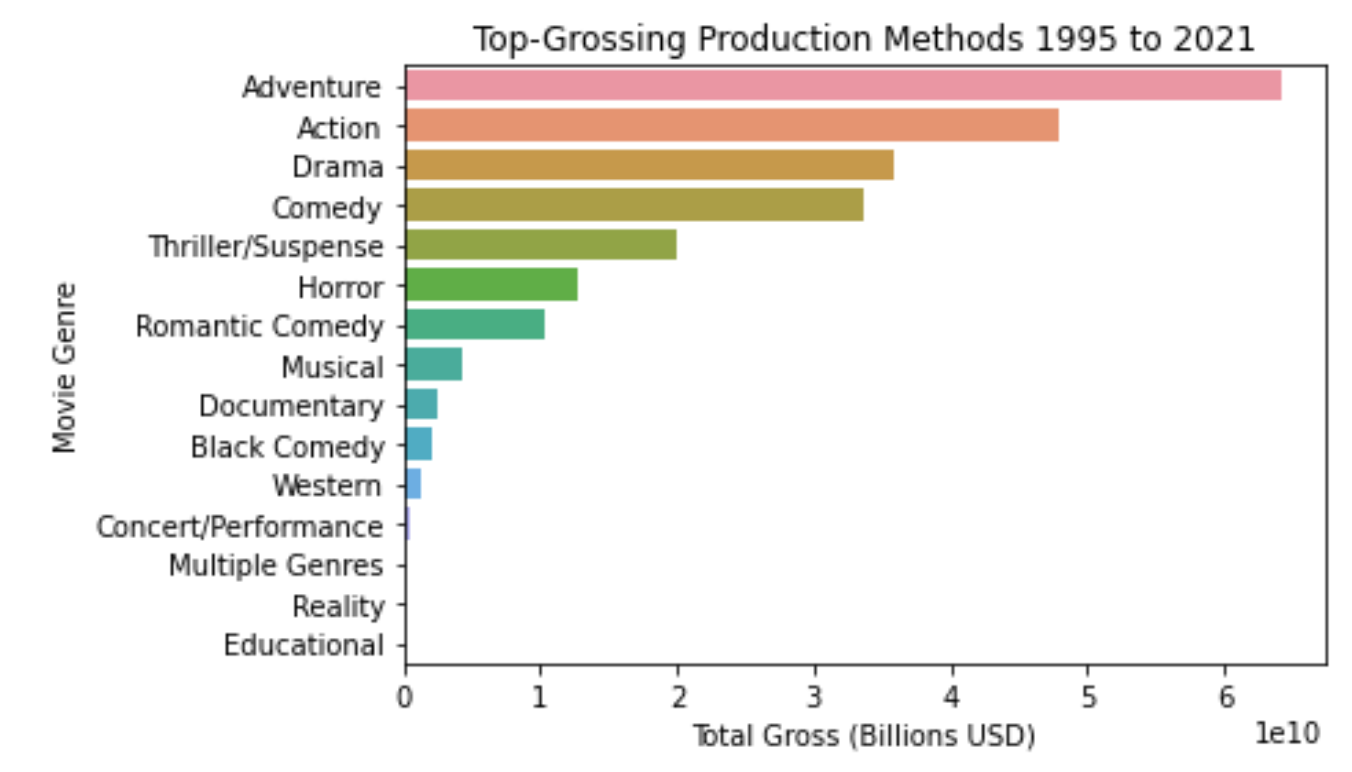 Top-Grossing Production Methods 1995 to 2021
Movie Genre
Adventure
Action
Drama
Comedy
Thriller/Suspense
Horror
Romantic Comedy
Musical
Documentary
Black Comedy
Western
Concert/Performance
Multiple Genres
Reality
Educational
0 1 2 3 4 5 6
1e10
Total Gross (Billions USD)